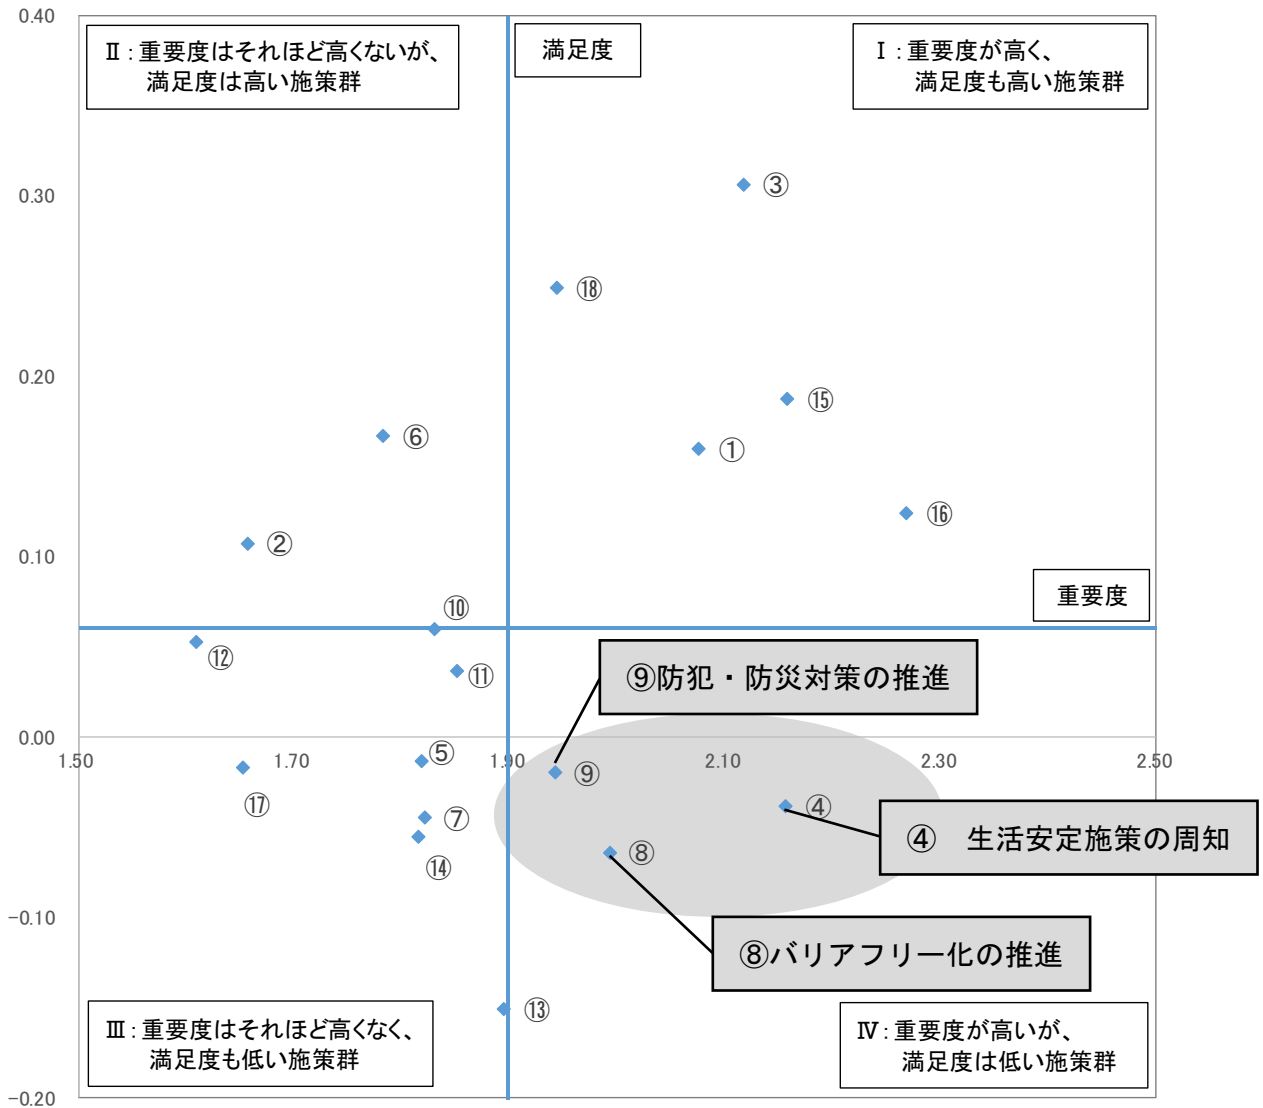 0.40
Ⅱ：重要度はそれほど高くないが、
満足度は高い施策群
満足度
Ⅰ：重要度が高く、
満足度も高い施策群
0.30
③
⑱
0.20
⑮
⑥
①
⑯
②
0.10
⑩
重要度
⑫
⑪
⑨防犯・防災対策の推進
0.00
1.50
1.70
⑤
1.90
2.10
2.30
2.50
⑨
⑰
⑦
④
④　生活安定施策の周知
⑭
⑧
-0.10
⑧バリアフリー化の推進
⑬
Ⅲ：重要度はそれほど高くなく、
満足度も低い施策群
Ⅳ：重要度が高いが、
満足度は低い施策群
-0.20